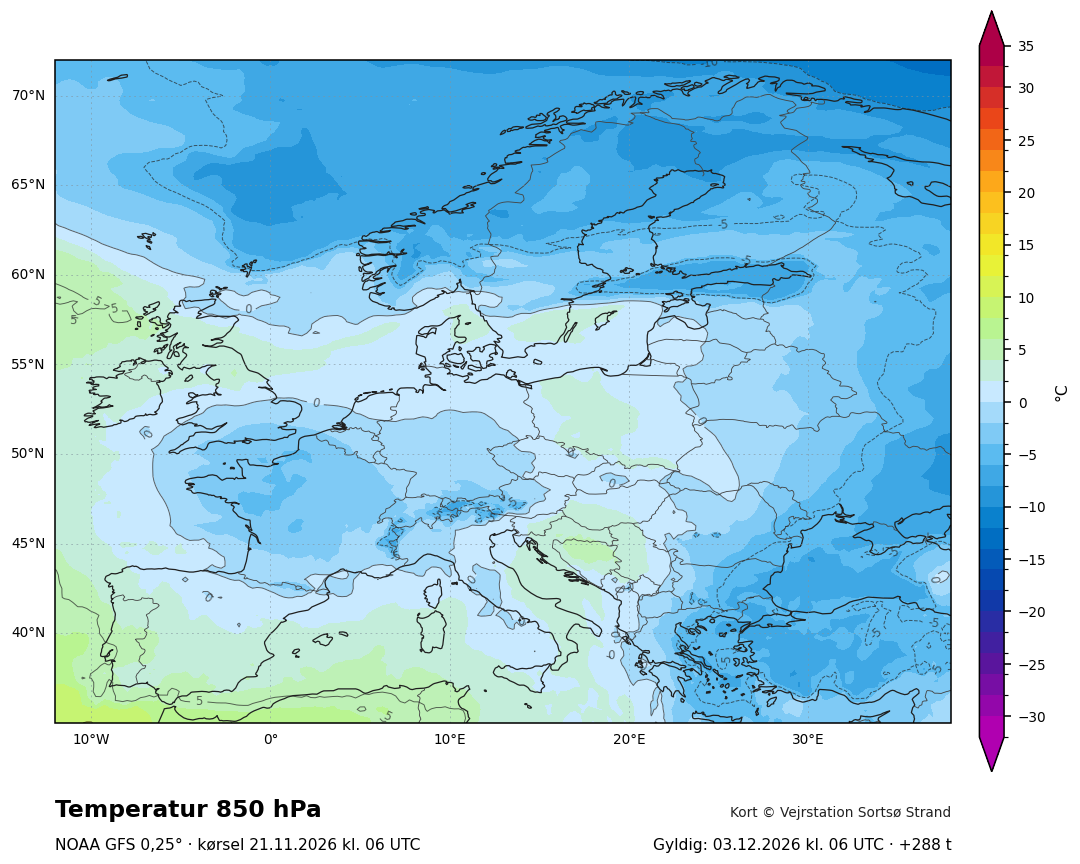 70°N
65°N
60°N
55°N
50°N
45°N
40°N
10°W
0°
10°E
20°E
30°E
35
30
25
20
15
10
5
0
−5
−10
−15
−20
−25
−30
°C
Temperatur 850 hPa
Kort © Vejrstation Sortsø Strand
NOAA GFS 0,25° · kørsel 21.11.2026 kl. 06 UTC
Gyldig: 03.12.2026 kl. 06 UTC · +288 t